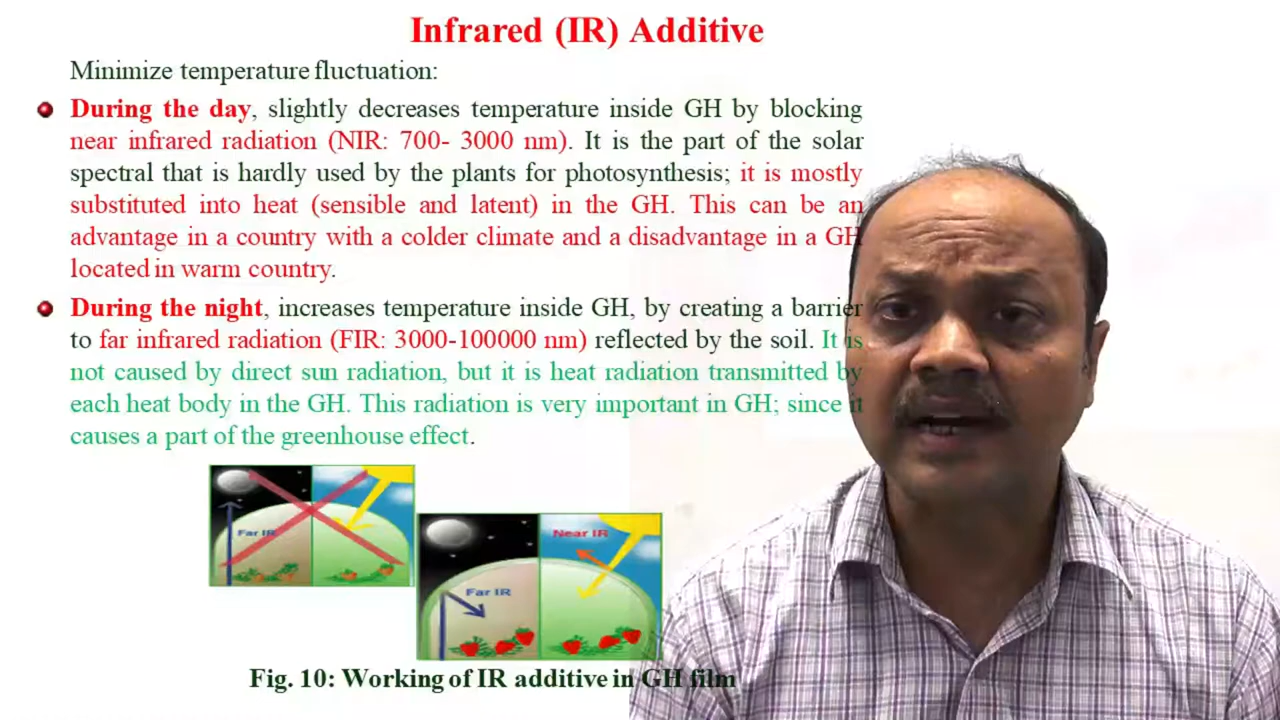 Infrared (IR) Additive
Minimize temperature fluctuation:
During the day, slightly decreases temperature inside GH by blocking
near infrared radiation (NIR: 700- 3000 nm). It is the part of the solar
spectral that is hardly used by the plants for photosynthesis; it is mostly
substituted into heat (sensible and latent) in the GH. This can be an
advantage in a country with a colder climate and a disadvantage in a GH
located in warm country.
During the night, increases temperature inside GH, by creating a barrier
to far infrared radiation (FIR: 3000-100000 nm) reflected by the soil. It is
not caused by direct sun radiation, but it is heat radiation transmitted by
each heat body in the GH. This radiation is very important in GH; since it
causes a part of the greenhouse effect.
Far IR
Near IR
Far IR
Fig. 10: Working of IR additive in GH film